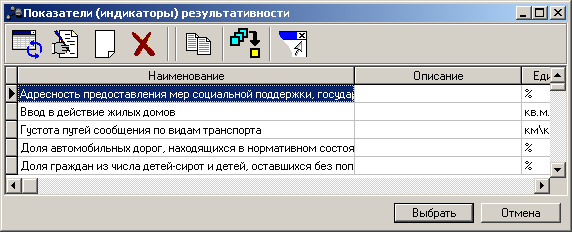 Показатели (индикаторы) результативности
Наименование Описание Еди
Адресность предоставления мер социальной поддержки, госуда %
Ввод в действие жилых домов кв.м.
Густота путей сообщения по видам транспорта км\к
Доля автомобильных дорог, находящихся в нормативном состоя %
Доля граждан из числа детей-сирот и детей, оставшихся без поп %
Выбрать Отмена